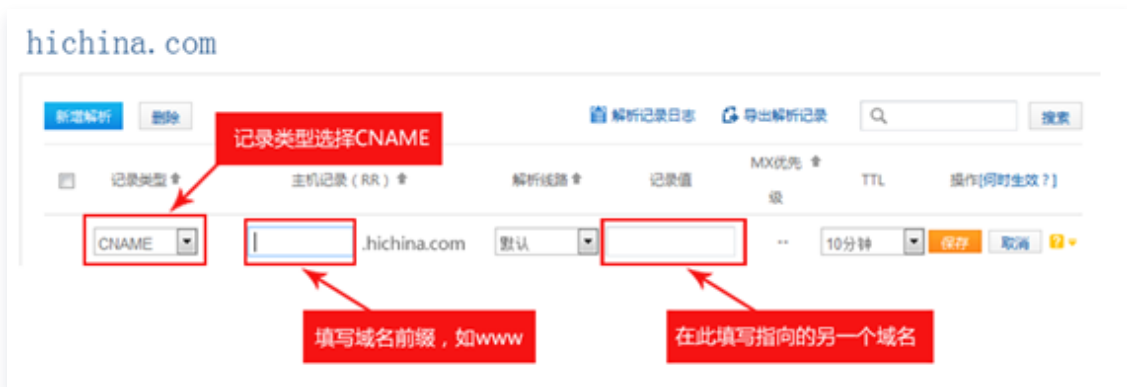 hichina.com
新增解析 删除 解析记录日志 导出解析记录 搜索
记录类型选择CNAME
记录类型 主机记录（RR） 解析线路 记录值 MX优先级 TTL 操作[何时生效？]
CNAME .hichina.com 默认 -- 10分钟 保存 取消 ?
填写域名前缀，如www 在此填写指向的另一个域名